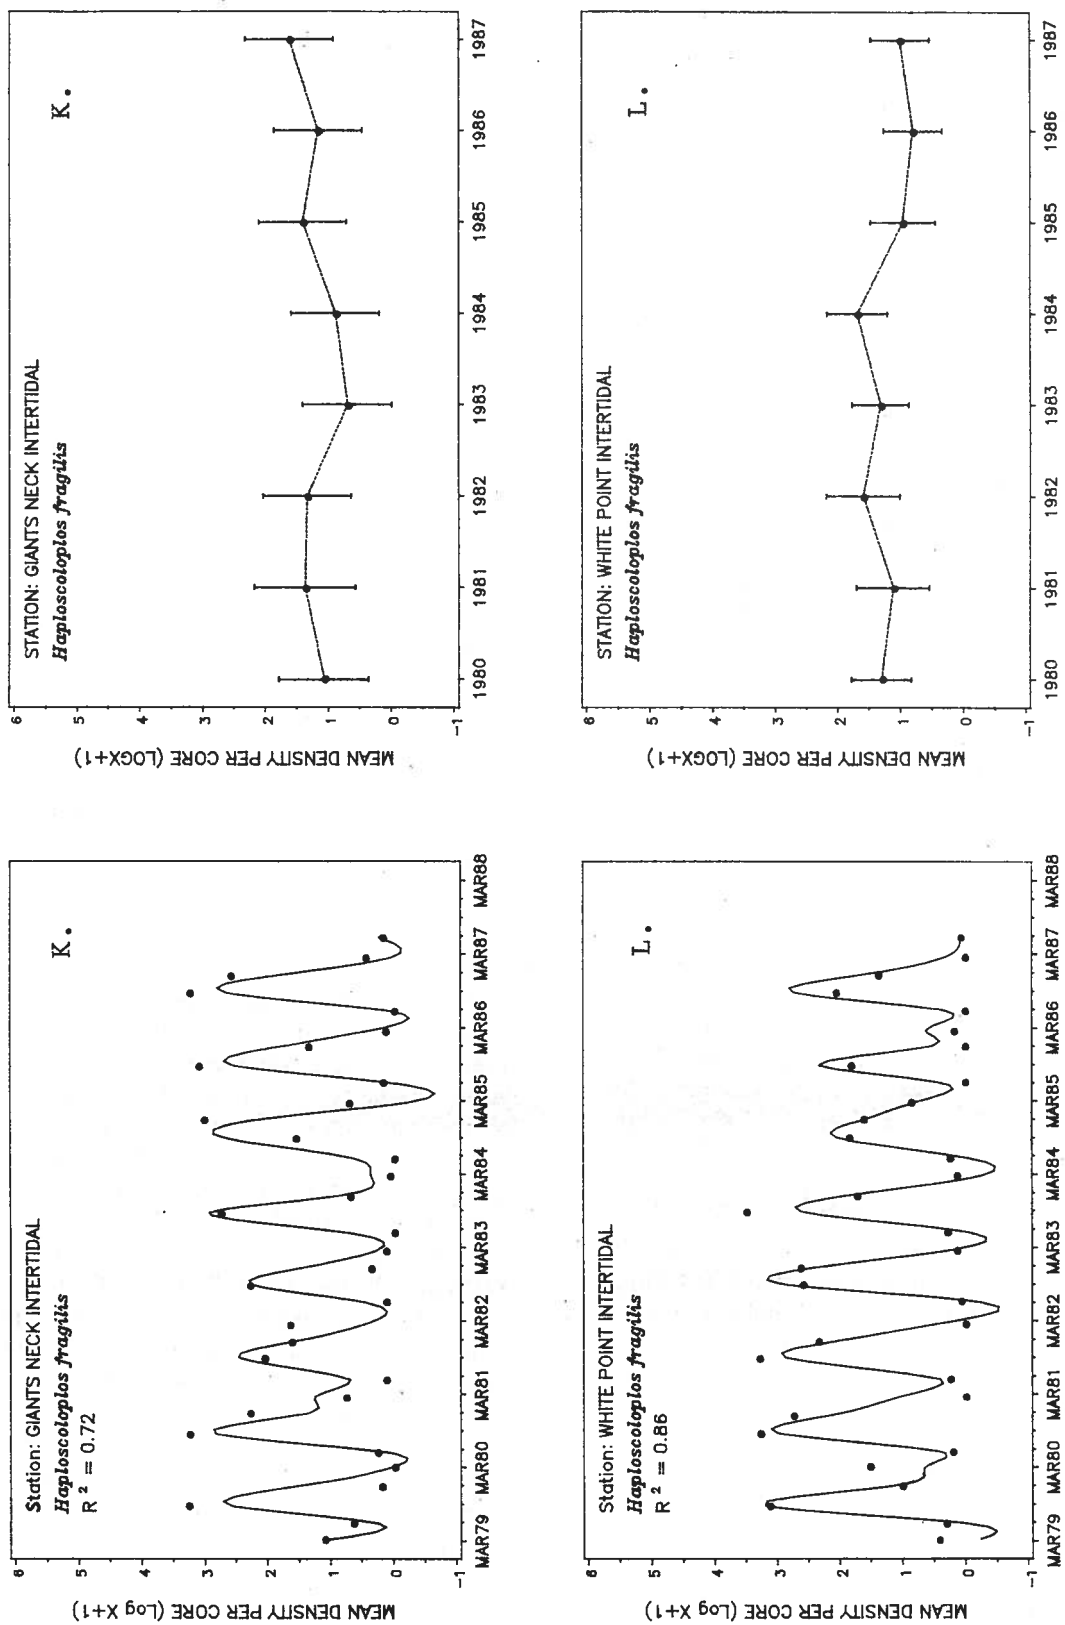 Station: GIANTS NECK INTERTIDAL
Haploscoloplos fragilis
R 2 = 0.72
K.
MEAN DENSITY PER CORE (Log X+1)
6
5
4
3
2
1
0
-1
MAR79 MAR80 MAR81 MAR82 MAR83 MAR84 MAR85 MAR86 MAR87 MAR88
STATION: GIANTS NECK INTERTIDAL
Haploscoloplos fragilis
K.
MEAN DENSITY PER CORE (LOGX+1)
6
5
4
3
2
1
0
-1
1980 1981 1982 1983 1984 1985 1986 1987
Station: WHITE POINT INTERTIDAL
Haploscoloplos fragilis
R 2 = 0.86
L.
MEAN DENSITY PER CORE (Log X+1)
6
5
4
3
2
1
0
-1
MAR79 MAR80 MAR81 MAR82 MAR83 MAR84 MAR85 MAR86 MAR87 MAR88
STATION: WHITE POINT INTERTIDAL
Haploscoloplos fragilis
L.
MEAN DENSITY PER CORE (LOGX+1)
6
5
4
3
2
1
0
-1
1980 1981 1982 1983 1984 1985 1986 1987